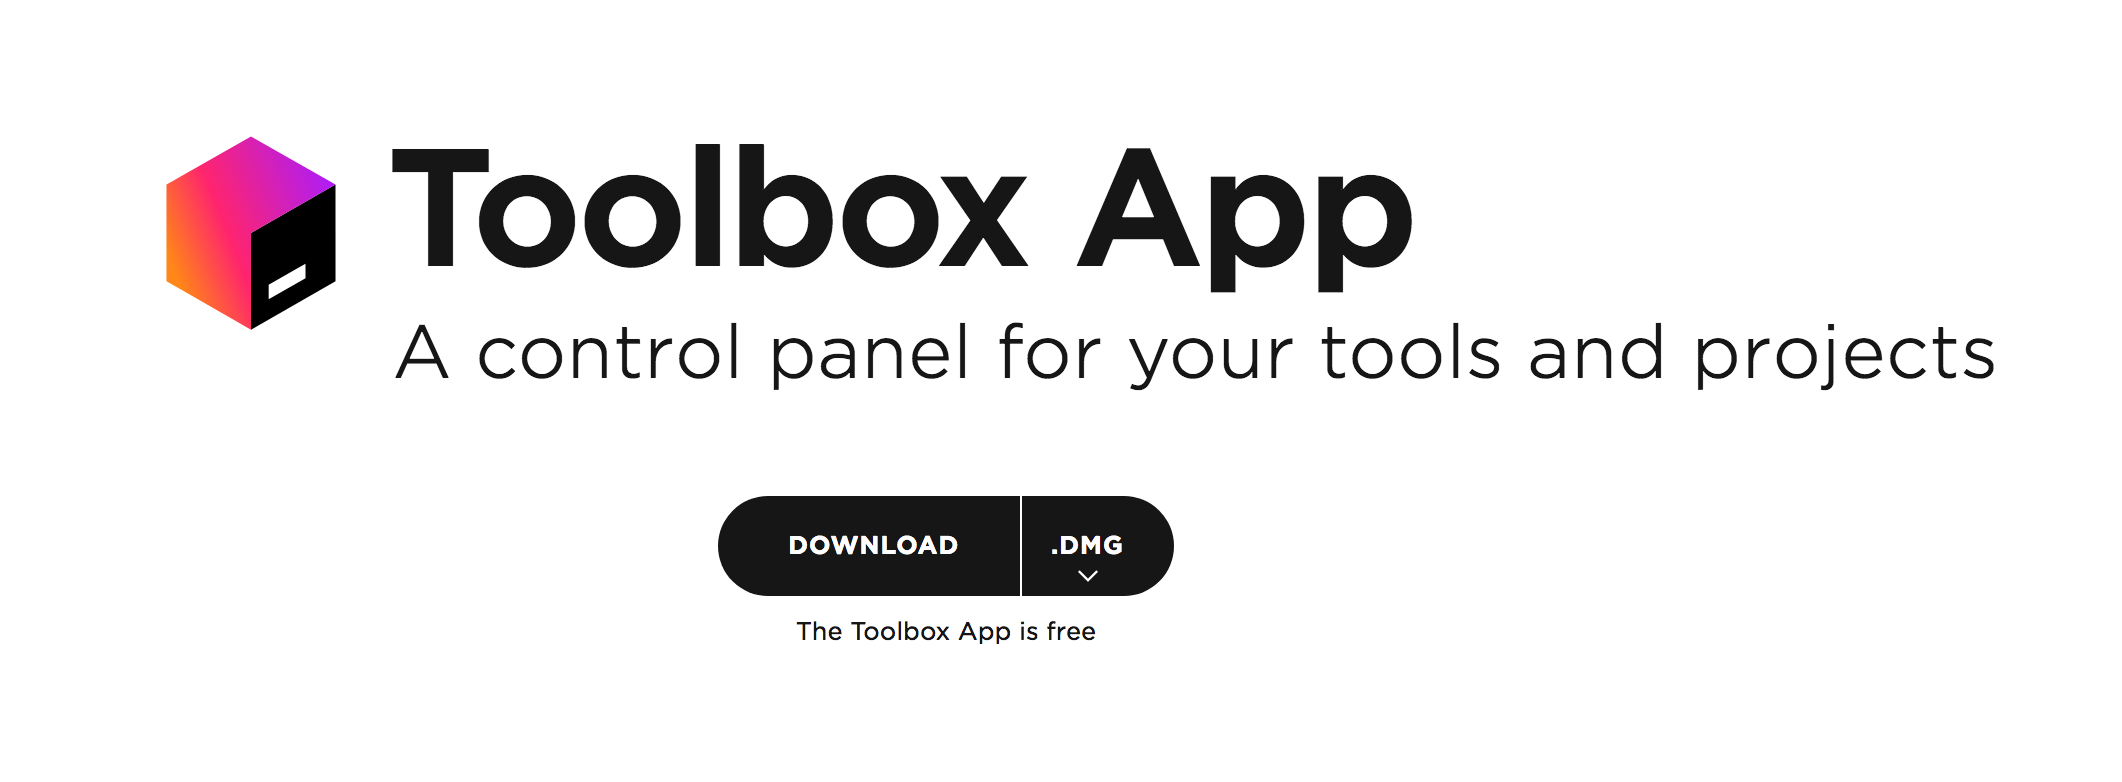 Toolbox App
A control panel for your tools and projects
DOWNLOAD .DMG
The Toolbox App is free